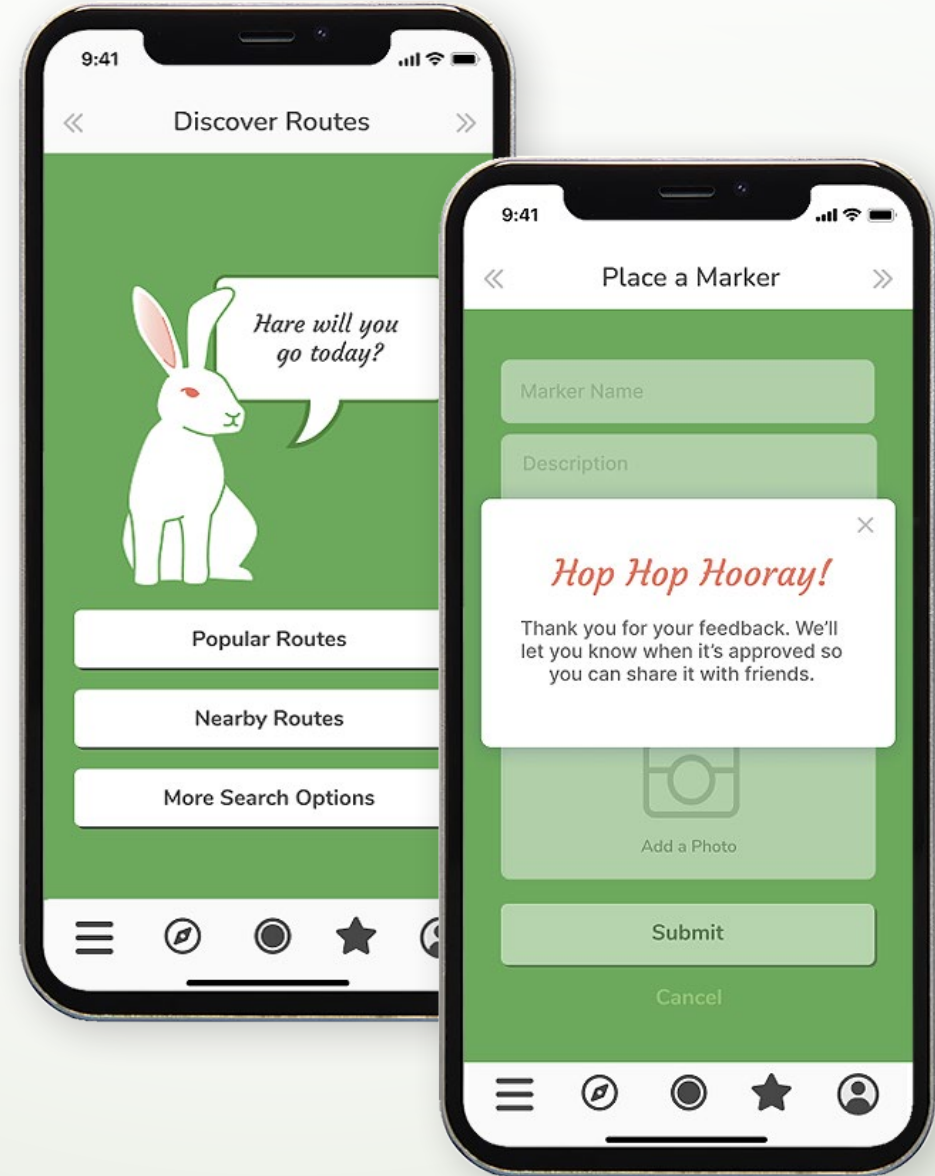 9:41
Discover Routes
Hare will you
go today?
Popular Routes
Nearby Routes
More Search Options
9:41
Place a Marker
Marker Name
Description
Hop Hop Hooray!
Thank you for your feedback. We'll
let you know when it's approved so
you can share it with friends.
Add a Photo
Submit
Cancel